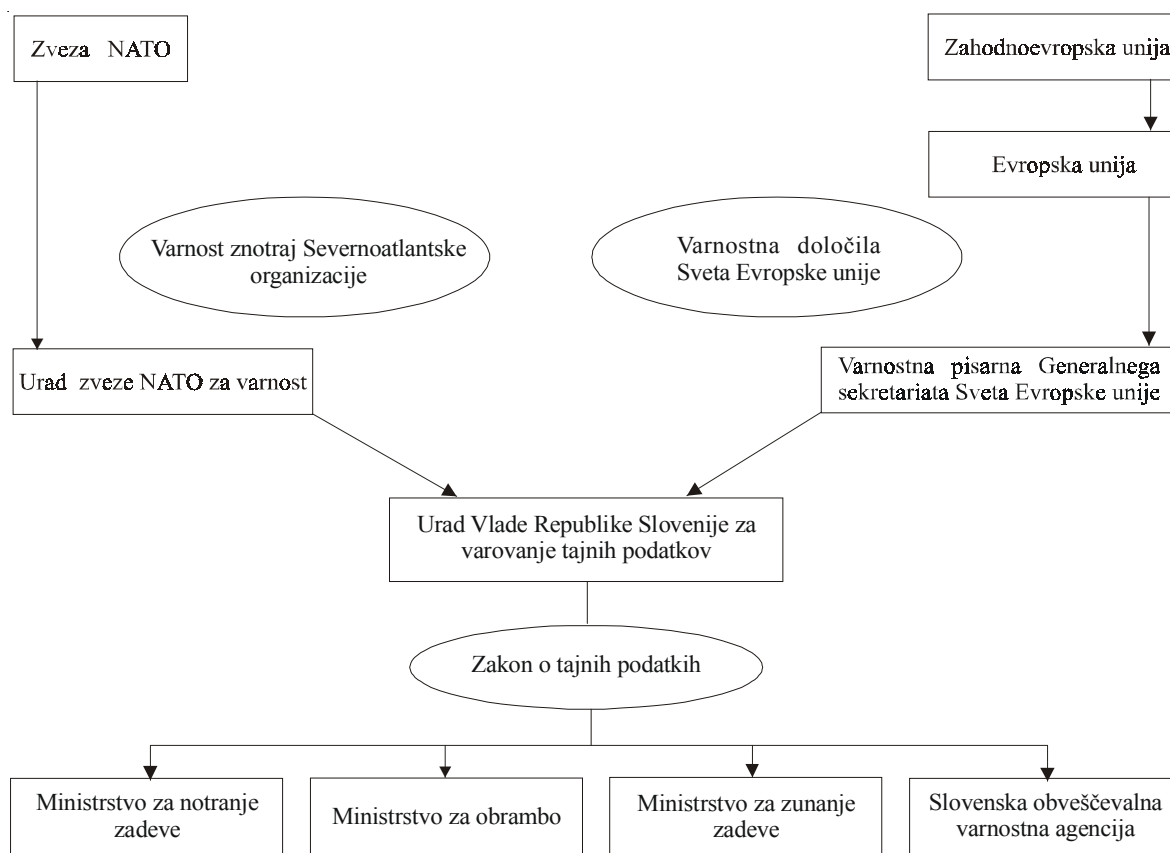 Zveza NATO
Zahodnoevropska unija
Evropska unija
Varnost znotraj Severnoatlantske
organizacije
Varnostna določila
Sveta Evropske unije
Urad zveze NATO za varnost
Varnostna pisarna Generalnega
sekretariata Sveta Evropske unije
Urad Vlade Republike Slovenije za
varovanje tajnih podatkov
Zakon o tajnih podatkih
Ministrstvo za notranje
zadeve
Ministrstvo za obrambo
Ministrstvo za zunanje
zadeve
Slovenska obveščevalna
varnostna agencija